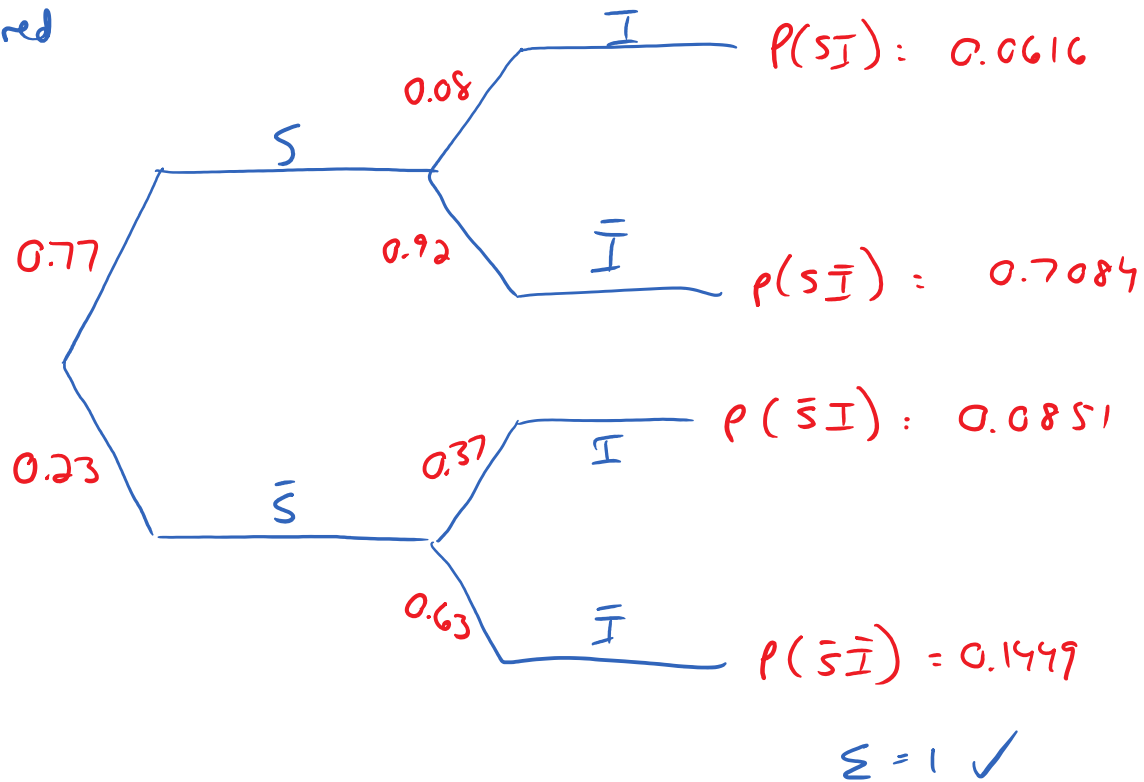 red
I
P(SI) : 0.0616
0.08
S
0.77
0.92
I̅
P(SI̅) : 0.7084
P(S̅I) : 0.0851
0.37
I
0.23
S̅
0.63
I̅
P(S̅I̅) = 0.1449
Σ = 1 ✓